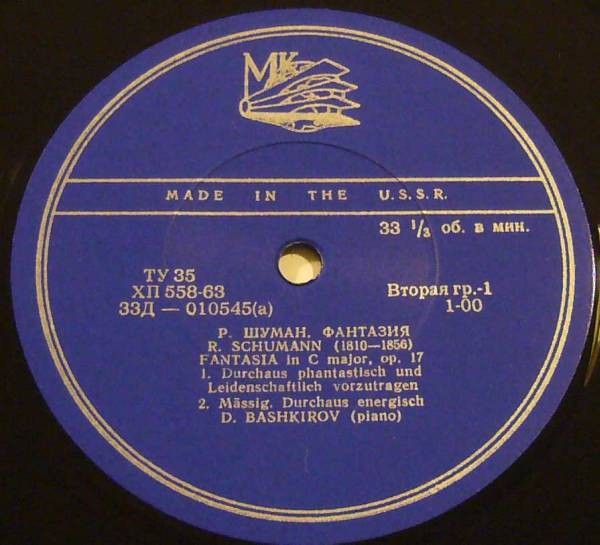 МК
MADE IN THE U.S.S.R.
33 1/3 об. в мин.
ТУ 35
ХП 558-63
33Д — 010545(а)
Вторая гр.-1
1-00
Р. ШУМАН. ФАНТАЗИЯ
R. SCHUMANN (1810—1856)
FANTASIA in C major, op. 17
1. Durchaus phantastisch und
Leidenschaftlich vorzutragen
2. Mässig. Durchaus energisch
D. BASHKIROV (piano)